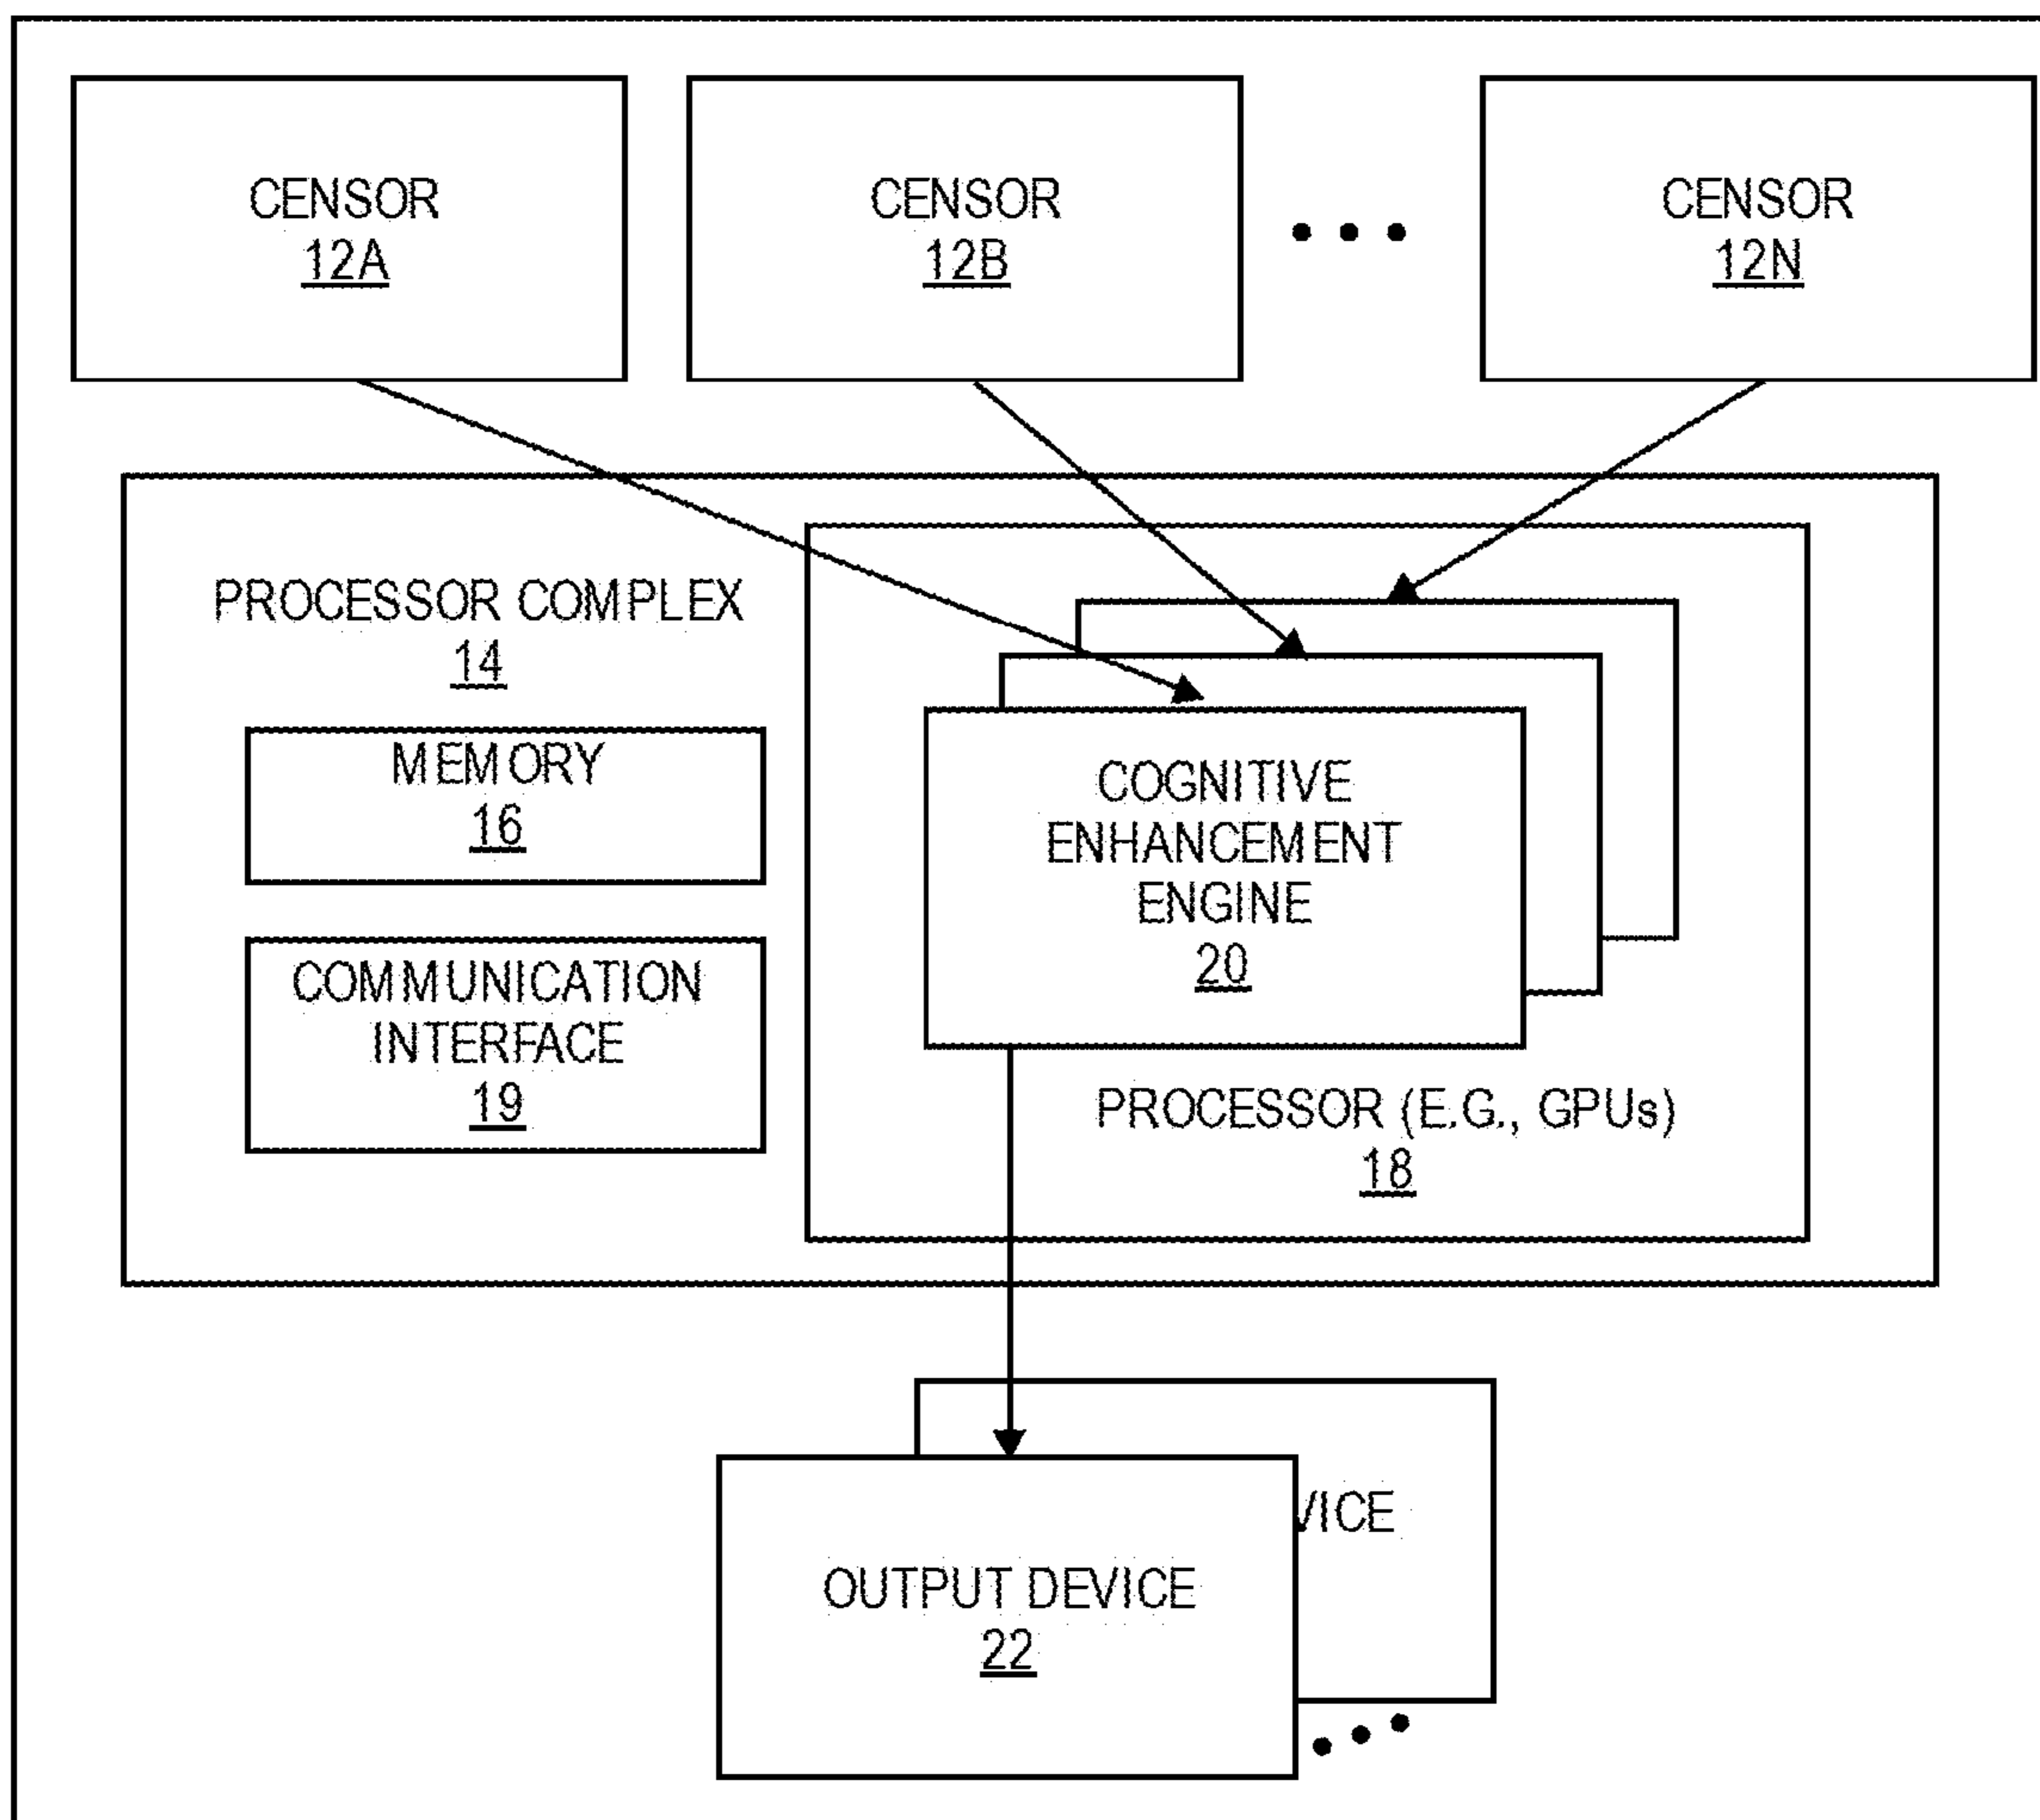 CENSOR
12A
CENSOR
12B
CENSOR
12N
PROCESSOR COMPLEX
14
MEMORY
16
COMMUNICATION
INTERFACE
19
COGNITIVE
ENHANCEMENT
ENGINE
20
PROCESSOR (E.G., GPUs)
18
VICE
OUTPUT DEVICE
22